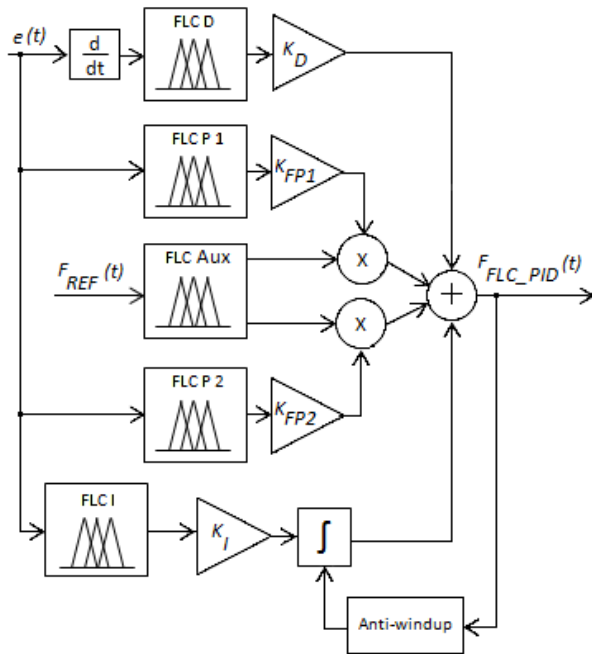 e(t)
d
dt
FLC D
K_D
FLC P 1
K_FP1
F_REF (t)
FLC Aux
x
x
+
F_FLC_PID (t)
FLC P 2
K_FP2
FLC I
K_I
∫
Anti-windup